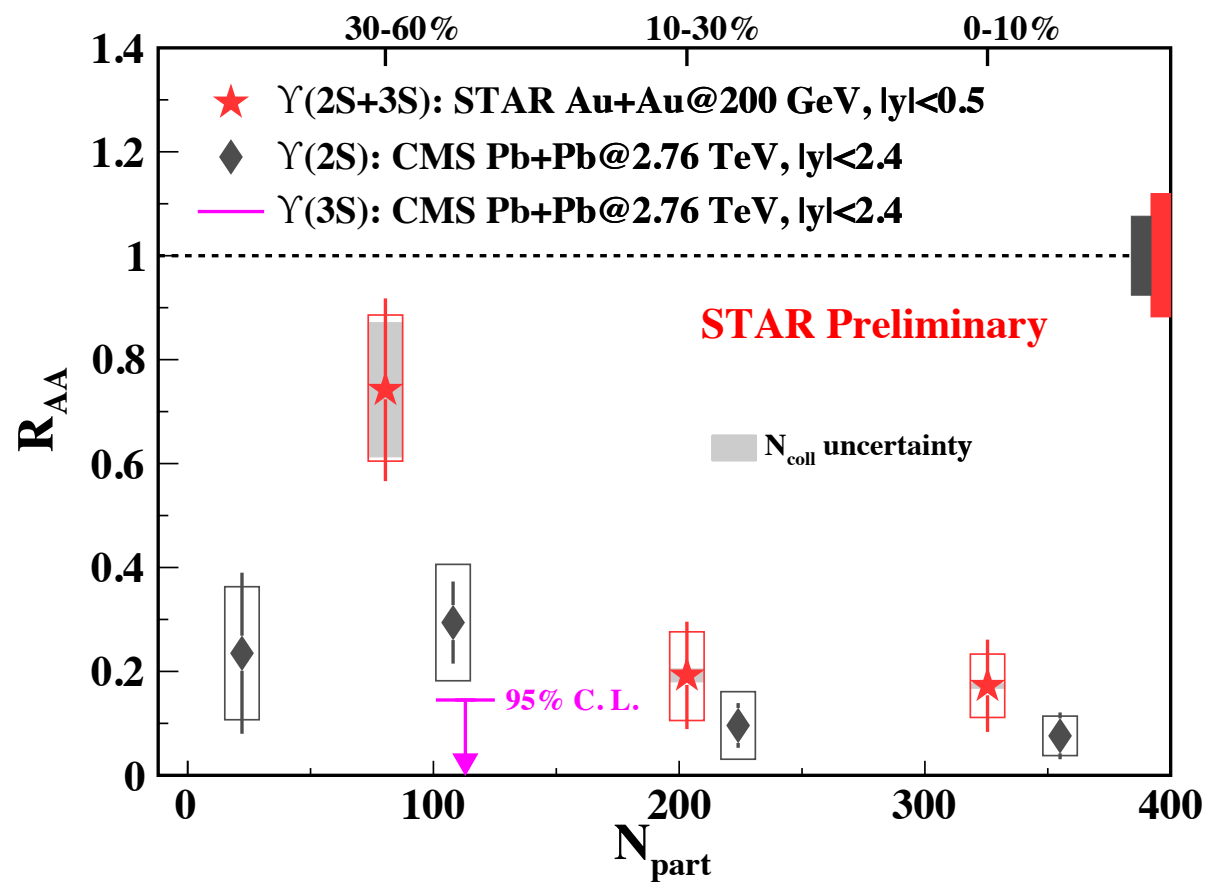 30-60% 10-30% 0-10%
1.4
ϒ(2S+3S): STAR Au+Au@200 GeV, |y|<0.5
1.2
ϒ(2S): CMS Pb+Pb@2.76 TeV, |y|<2.4
ϒ(3S): CMS Pb+Pb@2.76 TeV, |y|<2.4
1
STAR Preliminary
0.8
R_AA
N_coll uncertainty
0.6
0.4
0.2
95% C. L.
0
0 100 200 300 400
N_part